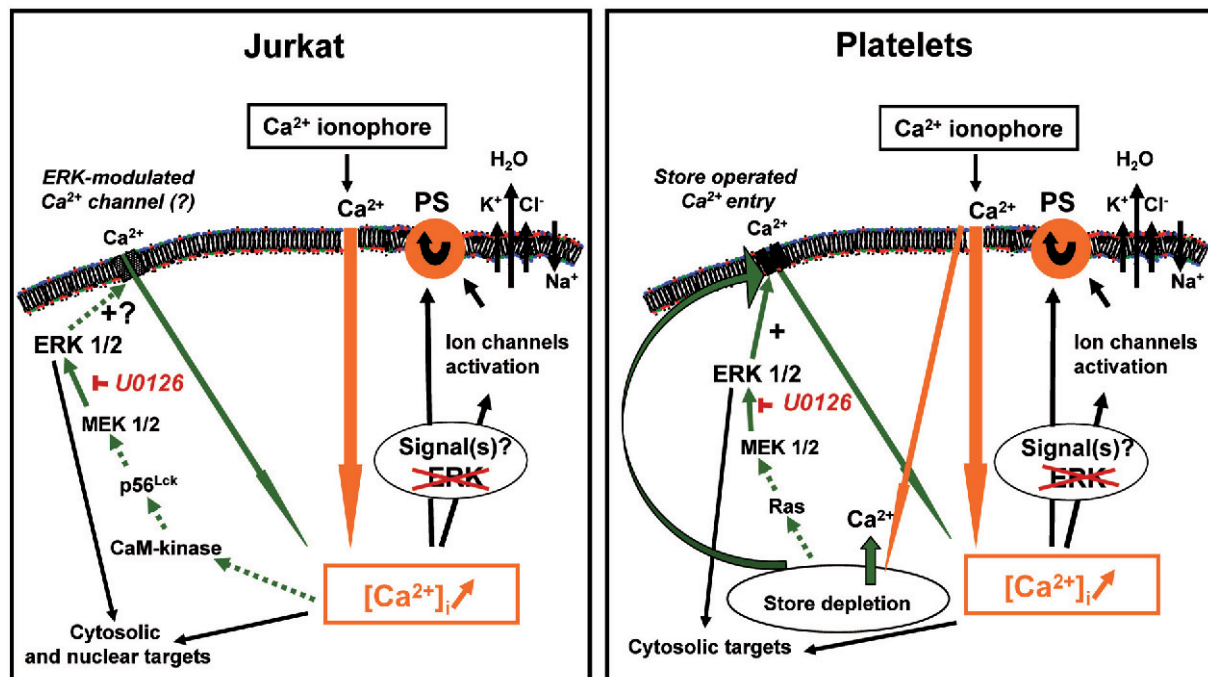 Jurkat
Ca²⁺ ionophore
ERK-modulated
Ca²⁺ channel (?)
Ca²⁺
Ca²⁺
PS
H₂O
K⁺
Cl⁻
Na⁺
+?
ERK 1/2
U0126
MEK 1/2
p56ᴸᶜᵏ
CaM-kinase
Ion channels
activation
Signal(s)?
ERK
[Ca²⁺]ᵢ
Cytosolic
and nuclear targets
Platelets
Ca²⁺ ionophore
Store operated
Ca²⁺ entry
Ca²⁺
Ca²⁺
PS
H₂O
K⁺
Cl⁻
Na⁺
+
ERK 1/2
U0126
MEK 1/2
Ras
Ca²⁺
Ion channels
activation
Signal(s)?
ERK
Store depletion
[Ca²⁺]ᵢ
Cytosolic targets